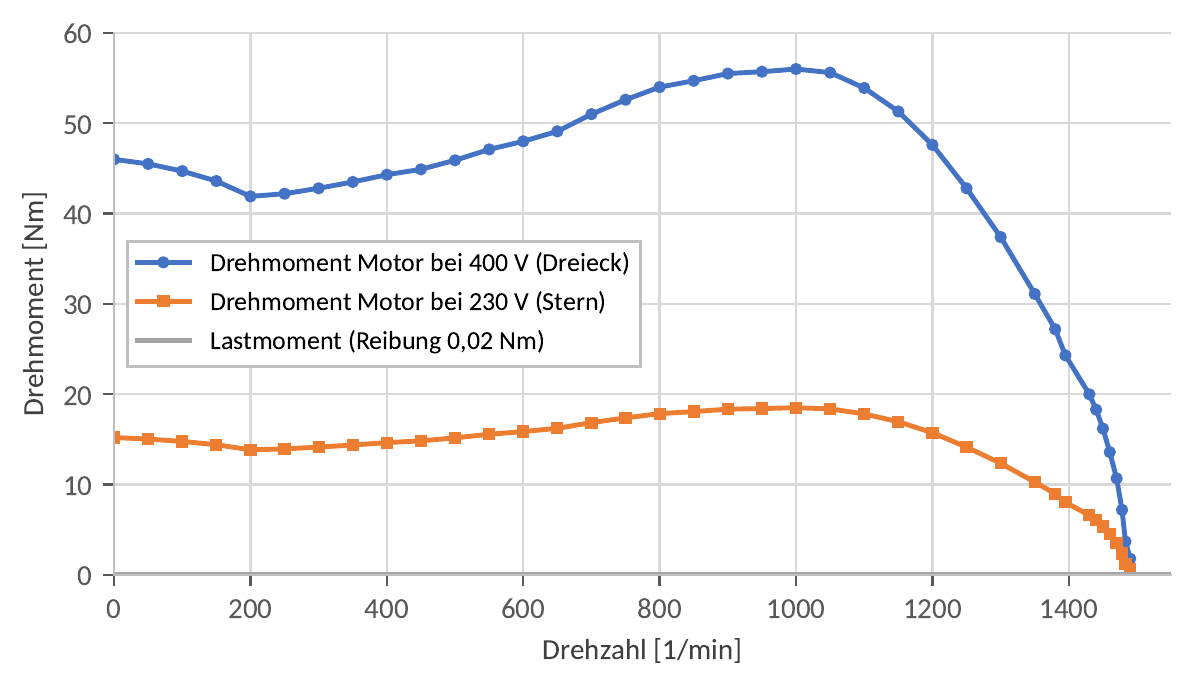 60
50
40
30
20
10
0
Drehmoment [Nm]
Drehmoment Motor bei 400 V (Dreieck)
Drehmoment Motor bei 230 V (Stern)
Lastmoment (Reibung 0,02 Nm)
0 200 400 600 800 1000 1200 1400
Drehzahl [1/min]